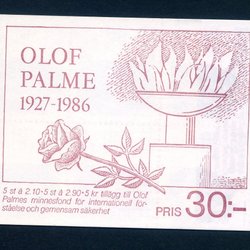 OLOF
PALME
1927-1986
5 st à 2.10+5 st à 2.90+5 kr tillägg till Olof
Palmes minnesfond för internationell för-
ståelse och gemensam säkerhet
PRIS 30:-